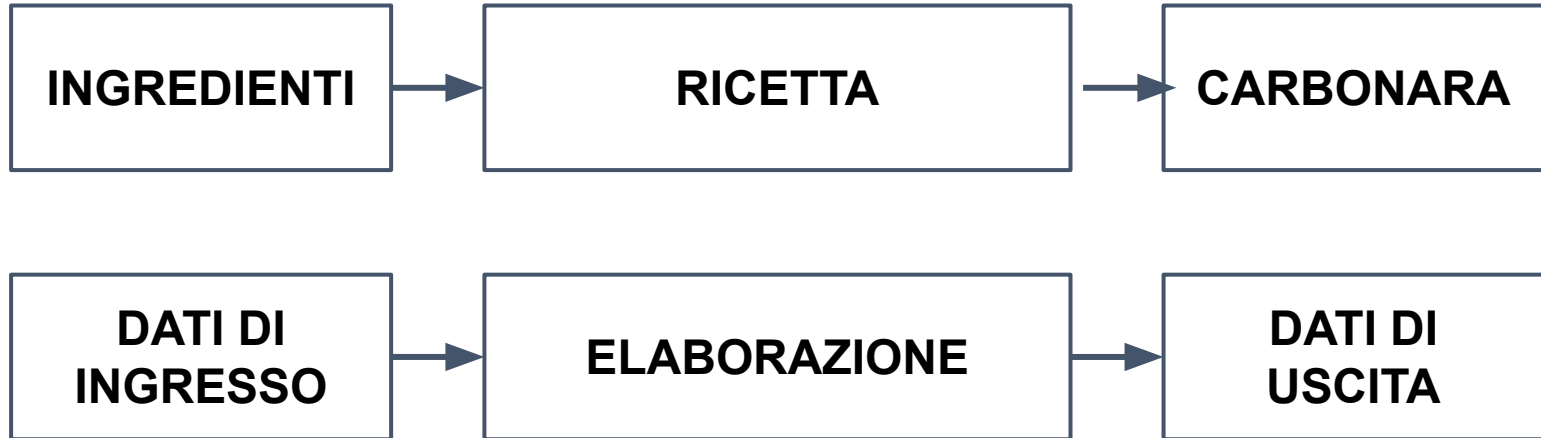 INGREDIENTI
RICETTA
CARBONARA
DATI DI
INGRESSO
ELABORAZIONE
DATI DI
USCITA